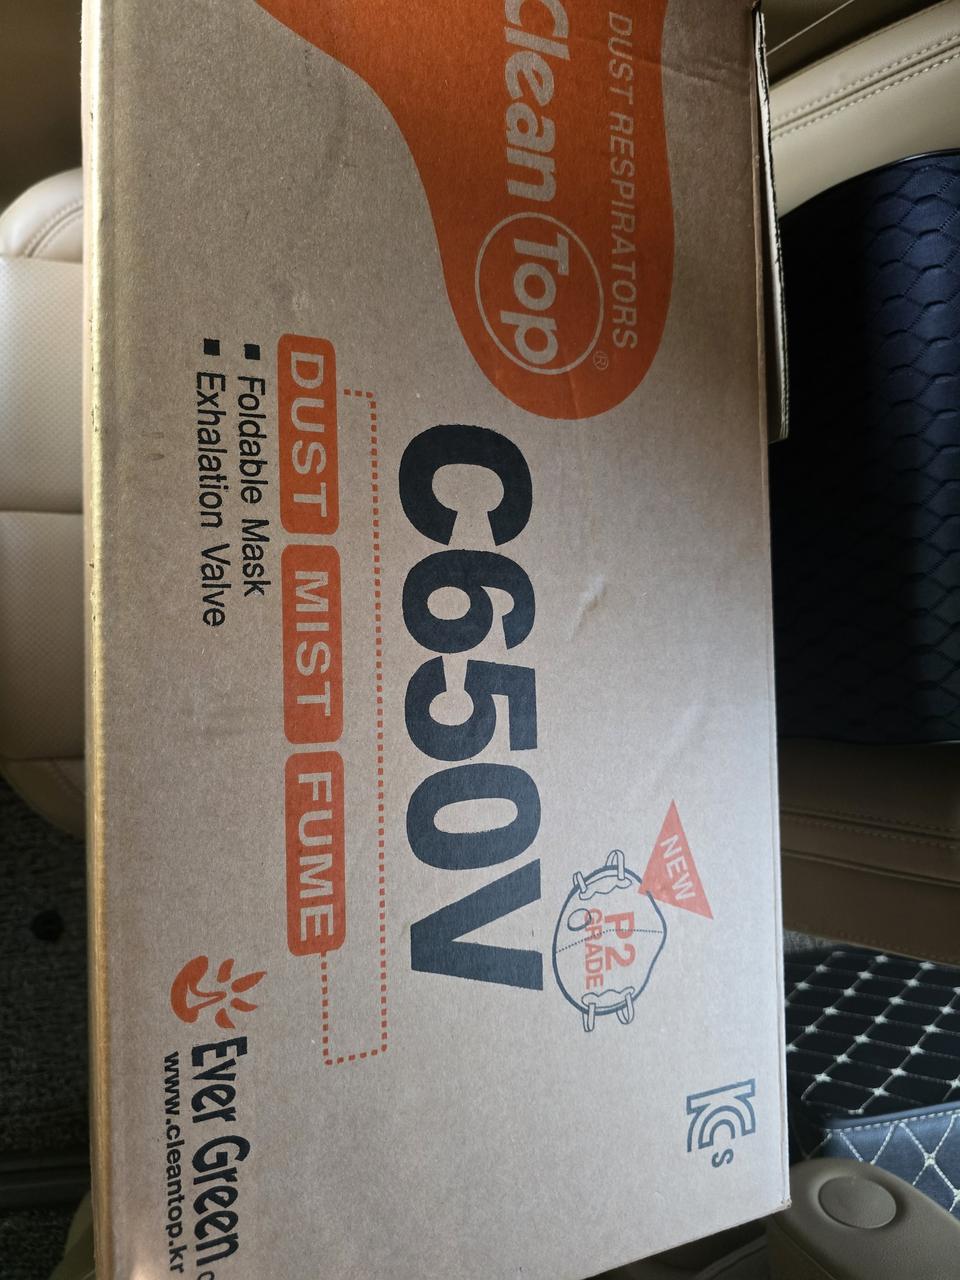 DUST RESPIRATORS
Clean Top®
NEW
P2
GRADE
KCs
C650V
DUST MIST FUME
▪ Foldable Mask
▪ Exhalation Valve
Ever Green
www.cleantop.kr